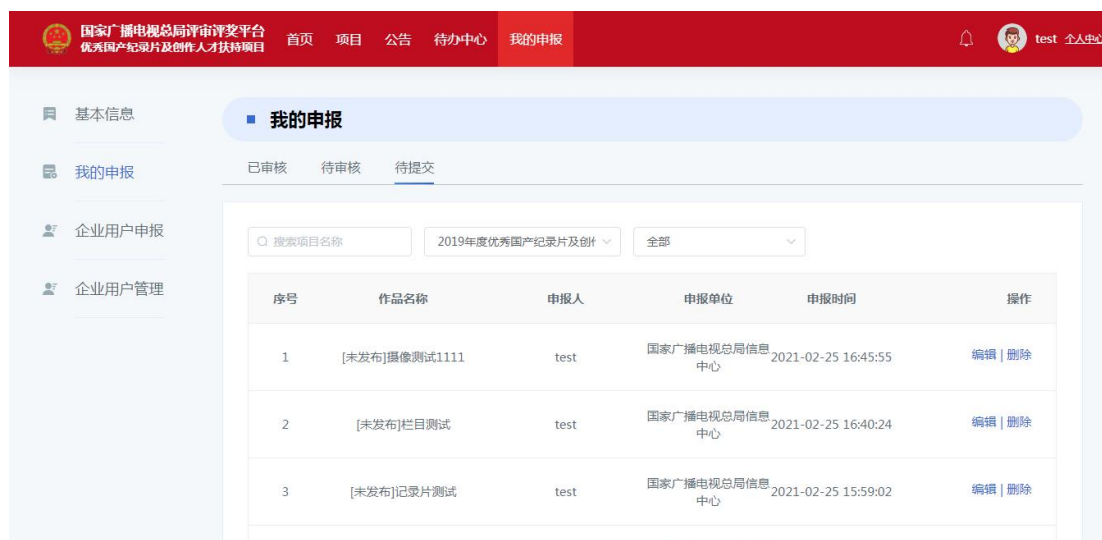 国家广播电视总局评审评奖平台
优秀国产纪录片及创作人才扶持项目
首页 项目 公告 待办中心 我的申报
test 个人中心
基本信息
我的申报
企业用户申报
企业用户管理
我的申报
已审核 待审核 待提交
搜索项目名称 2019年度优秀国产纪录片及创作 全部
序号 作品名称 申报人 申报单位 申报时间 操作
1 [未发布]摄像测试1111 test 国家广播电视总局信息中心 2021-02-25 16:45:55 编辑 | 删除
2 [未发布]栏目测试 test 国家广播电视总局信息中心 2021-02-25 16:40:24 编辑 | 删除
3 [未发布]记录片测试 test 国家广播电视总局信息中心 2021-02-25 15:59:02 编辑 | 删除